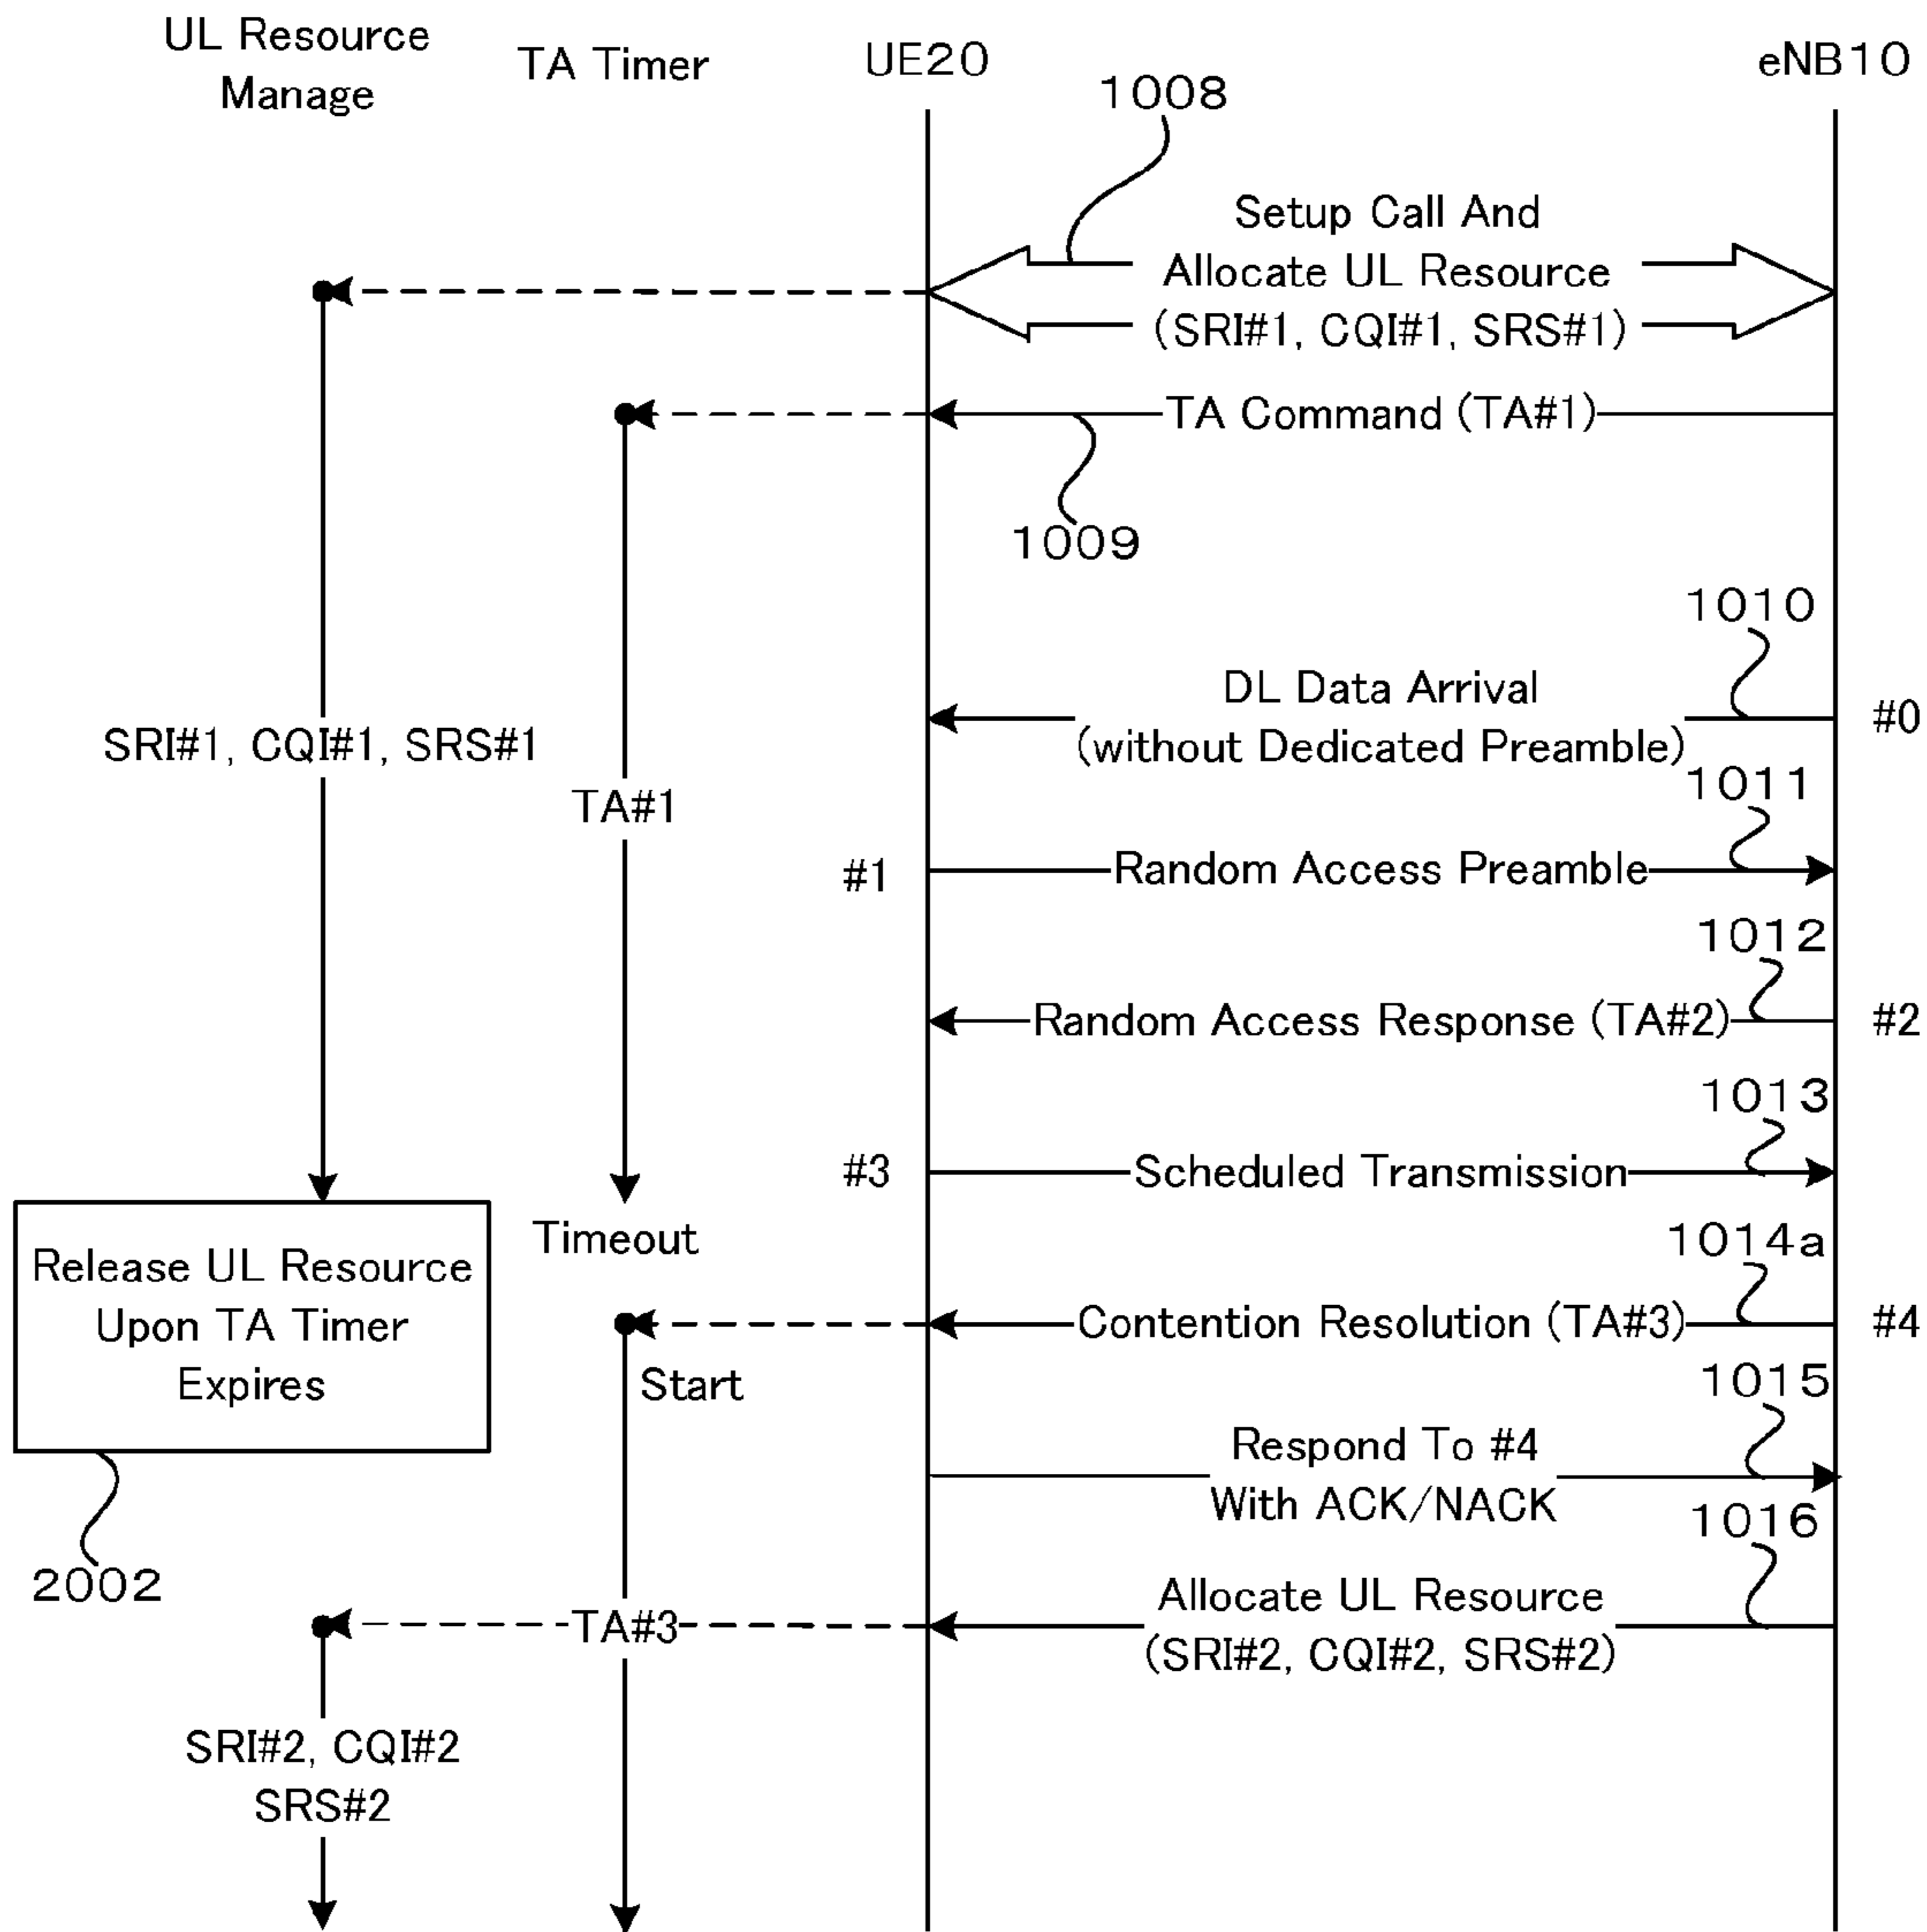 UL Resource
Manage
TA Timer
UE20
eNB10
1008
Setup Call And
Allocate UL Resource
(SRI#1, CQI#1, SRS#1)
TA Command (TA#1)
1009
1010
DL Data Arrival
(without Dedicated Preamble)
#0
SRI#1, CQI#1, SRS#1
TA#1
1011
#1
Random Access Preamble
1012
Random Access Response (TA#2)
#2
1013
#3
Scheduled Transmission
Timeout
Release UL Resource
Upon TA Timer
Expires
1014a
Contention Resolution (TA#3)
#4
Start
1015
Respond To #4
With ACK/NACK
2002
1016
Allocate UL Resource
(SRI#2, CQI#2, SRS#2)
TA#3
SRI#2, CQI#2
SRS#2